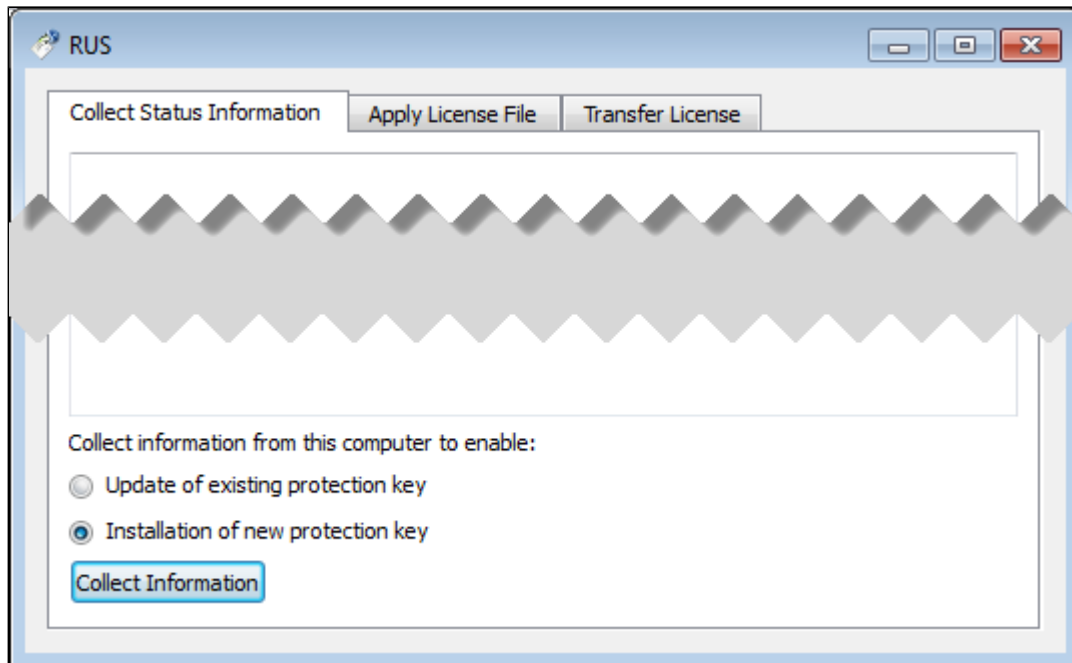 RUS
Collect Status Information
Apply License File
Transfer License
Collect information from this computer to enable:
Update of existing protection key
Installation of new protection key
Collect Information